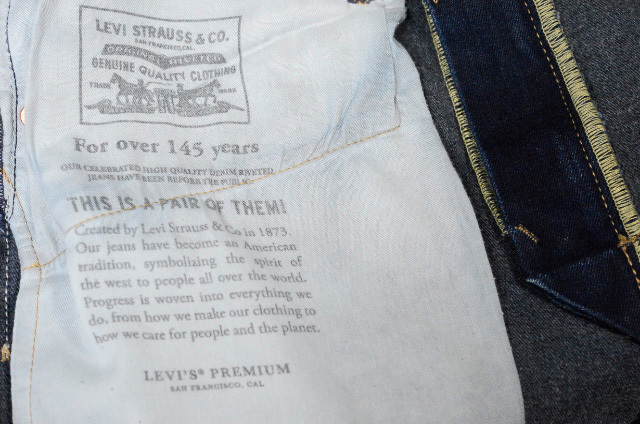 LEVI STRAUSS & CO.
SAN FRANCISCO, CAL.
ORIGINAL RIVETED
GENUINE QUALITY CLOTHING
TRADE MARK
For over 145 years
OUR CELEBRATED HIGH QUALITY DENIM RIVETED
JEANS HAVE BEEN BEFORE THE PUBLIC
THIS IS A PAIR OF THEM!
Created by Levi Strauss & Co in 1873.
Our jeans have become an American
tradition, symbolizing the spirit of
the west to people all over the world.
Progress is woven into everything we
do, from how we make our clothing to
how we care for people and the planet.
LEVI'S® PREMIUM
SAN FRANCISCO, CAL